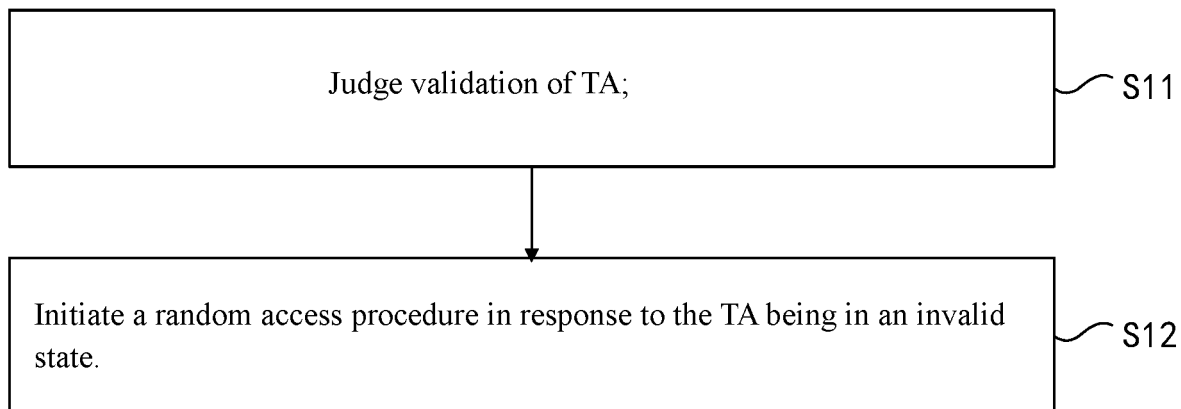 Judge validation of TA;
S11
Initiate a random access procedure in response to the TA being in an invalid
state.
S12